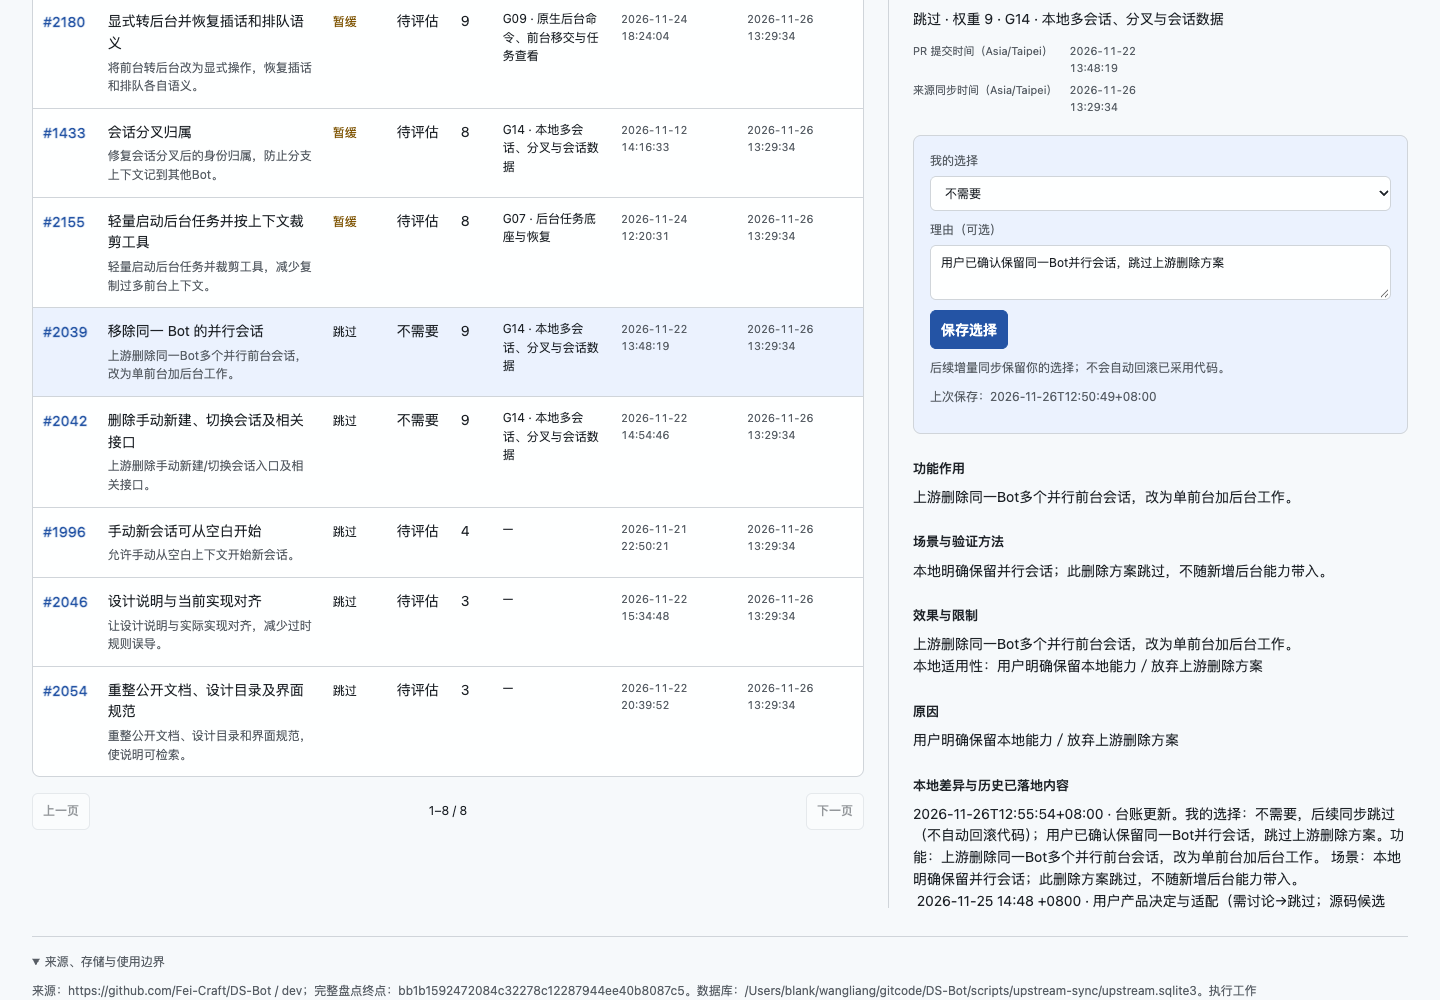 #2180
显式转后台并恢复插话和排队语
义
将前台转后台改为显式操作，恢复插话
和排队各自语义。
暂缓
待评估
9
G09 · 原生后台命
令、前台移交与任
务查看
2026-11-24
18:24:04
2026-11-26
13:29:34
#1433
会话分叉归属
修复会话分叉后的身份归属，防止分支
上下文记到其他Bot。
暂缓
待评估
8
G14 · 本地多会
话、分叉与会话数
据
2026-11-12
14:16:33
2026-11-26
13:29:34
#2155
轻量启动后台任务并按上下文裁
剪工具
轻量启动后台任务并裁剪工具，减少复
制过多前台上下文。
暂缓
待评估
8
G07 · 后台任务底
座与恢复
2026-11-24
12:20:31
2026-11-26
13:29:34
#2039
移除同一 Bot 的并行会话
上游删除同一Bot多个并行前台会话，
改为单前台加后台工作。
跳过
不需要
9
G14 · 本地多会
话、分叉与会话数
据
2026-11-22
13:48:19
2026-11-26
13:29:34
#2042
删除手动新建、切换会话及相关
接口
上游删除手动新建/切换会话入口及相
关接口。
跳过
不需要
9
G14 · 本地多会
话、分叉与会话数
据
2026-11-22
14:54:46
2026-11-26
13:29:34
#1996
手动新会话可从空白开始
允许手动从空白上下文开始新会话。
跳过
待评估
4
—
2026-11-21
22:50:21
2026-11-26
13:29:34
#2046
设计说明与当前实现对齐
让设计说明与实际实现对齐，减少过时
规则误导。
跳过
待评估
3
—
2026-11-22
15:34:48
2026-11-26
13:29:34
#2054
重整公开文档、设计目录及界面
规范
重整公开文档、设计目录和界面规范，
使说明可检索。
跳过
待评估
3
—
2026-11-22
20:39:52
2026-11-26
13:29:34
上一页
1–8 / 8
下一页
跳过 · 权重 9 · G14 · 本地多会话、分叉与会话数据
PR 提交时间（Asia/Taipei）
2026-11-22
13:48:19
来源同步时间（Asia/Taipei）
2026-11-26
13:29:34
我的选择
不需要
理由（可选）
用户已确认保留同一Bot并行会话，跳过上游删除方案
保存选择
后续增量同步保留你的选择；不会自动回滚已采用代码。
上次保存：2026-11-26T12:50:49+08:00
功能作用
上游删除同一Bot多个并行前台会话，改为单前台加后台工作。
场景与验证方法
本地明确保留并行会话；此删除方案跳过，不随新增后台能力带入。
效果与限制
上游删除同一Bot多个并行前台会话，改为单前台加后台工作。
本地适用性：用户明确保留本地能力 / 放弃上游删除方案
原因
用户明确保留本地能力 / 放弃上游删除方案
本地差异与历史已落地内容
2026-11-26T12:55:54+08:00 · 台账更新。我的选择：不需要，后续同步跳过
（不自动回滚代码）；用户已确认保留同一Bot并行会话，跳过上游删除方案。功
能：上游删除同一Bot多个并行前台会话，改为单前台加后台工作。 场景：本地
明确保留并行会话；此删除方案跳过，不随新增后台能力带入。
2026-11-25 14:48 +0800 · 用户产品决定与适配（需讨论→跳过；源码候选
▼ 来源、存储与使用边界
来源：https://github.com/Fei-Craft/DS-Bot / dev；完整盘点终点：bb1b1592472084c32278c12287944ee40b8087c5。数据库：/Users/blank/wangliang/gitcode/DS-Bot/scripts/upstream-sync/upstream.sqlite3。执行工作